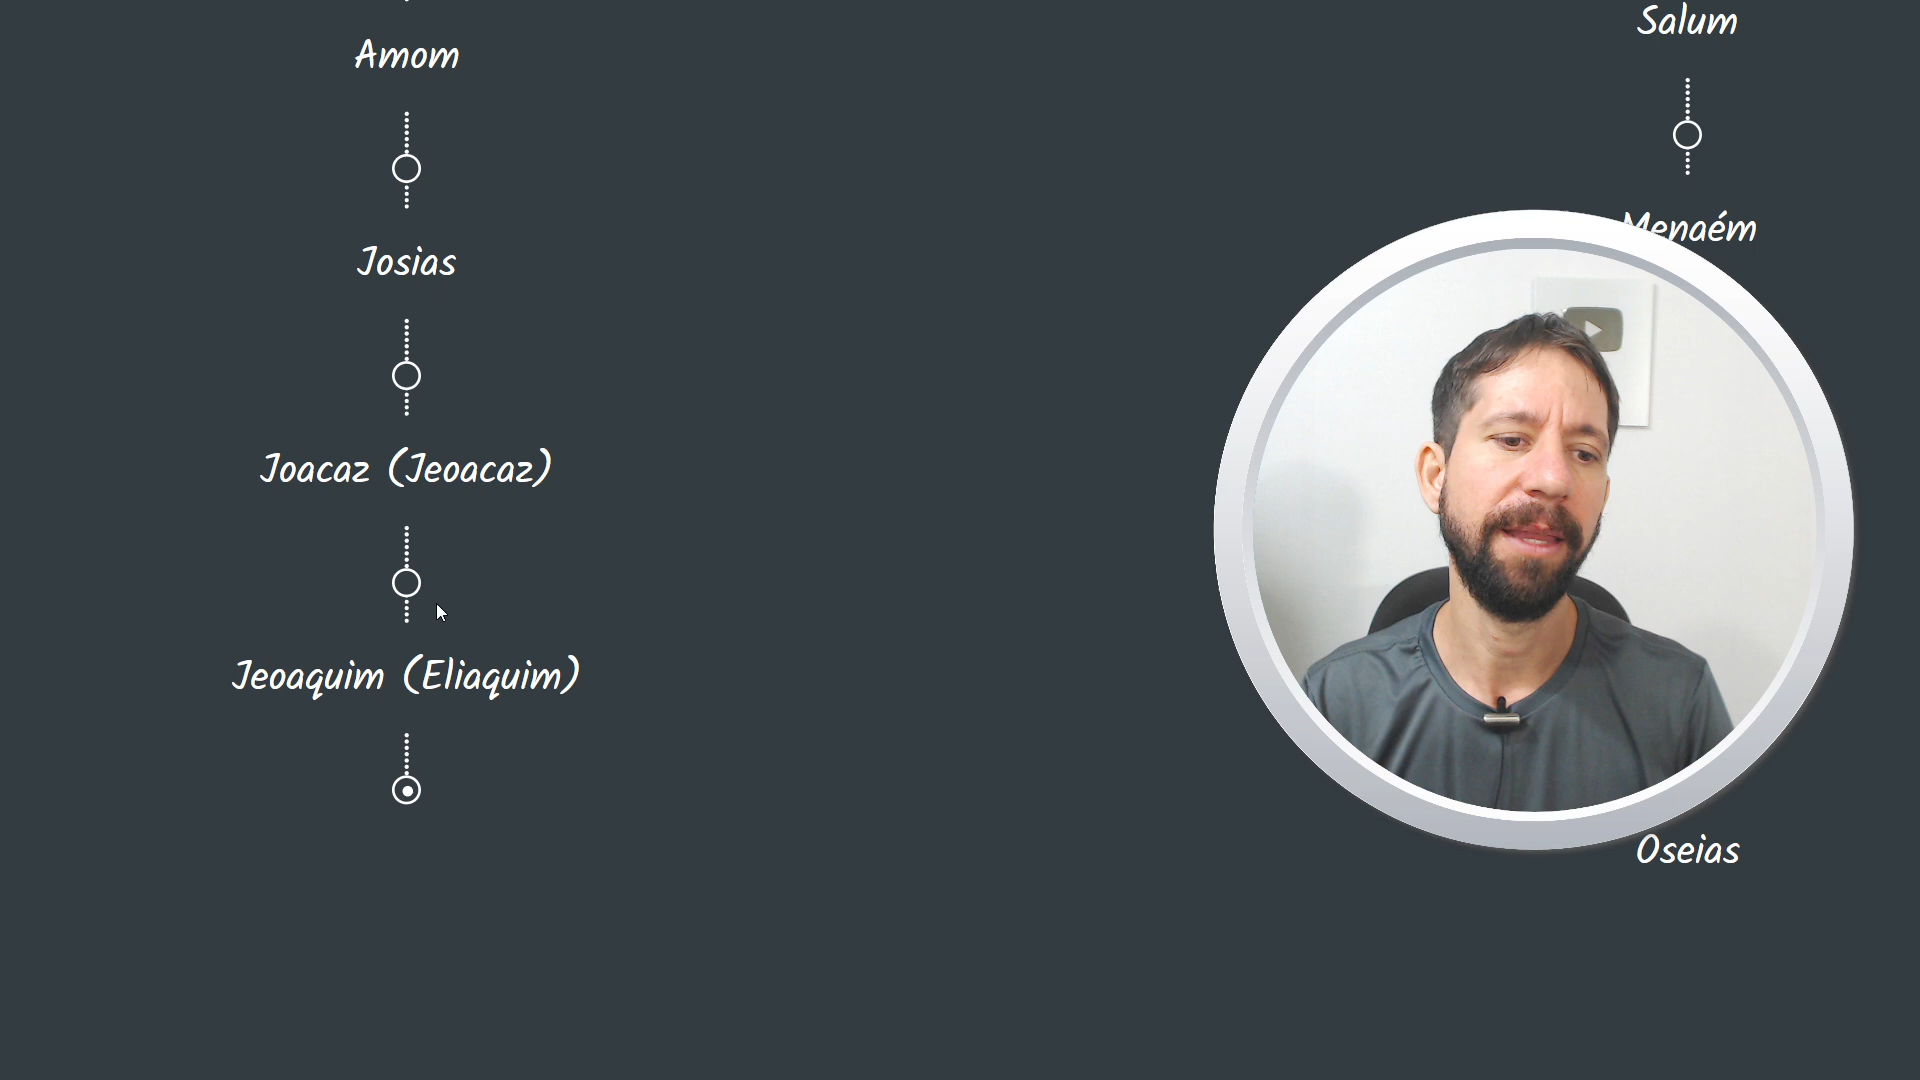 Amom
Josias
Joacaz (Jeoacaz)
Jeoaquim (Eliaquim)
Salum
Menaém
Oseias